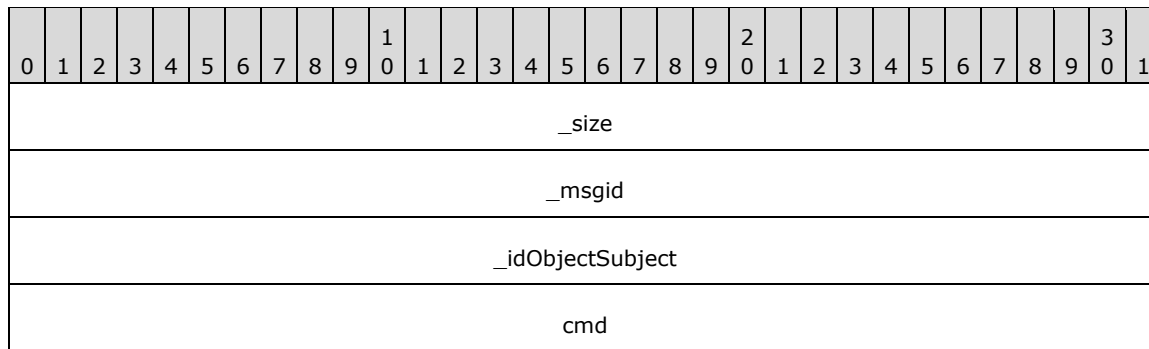 1 2 3
0 1 2 3 4 5 6 7 8 9 0 1 2 3 4 5 6 7 8 9 0 1 2 3 4 5 6 7 8 9 0 1
_size
_msgid
_idObjectSubject
cmd